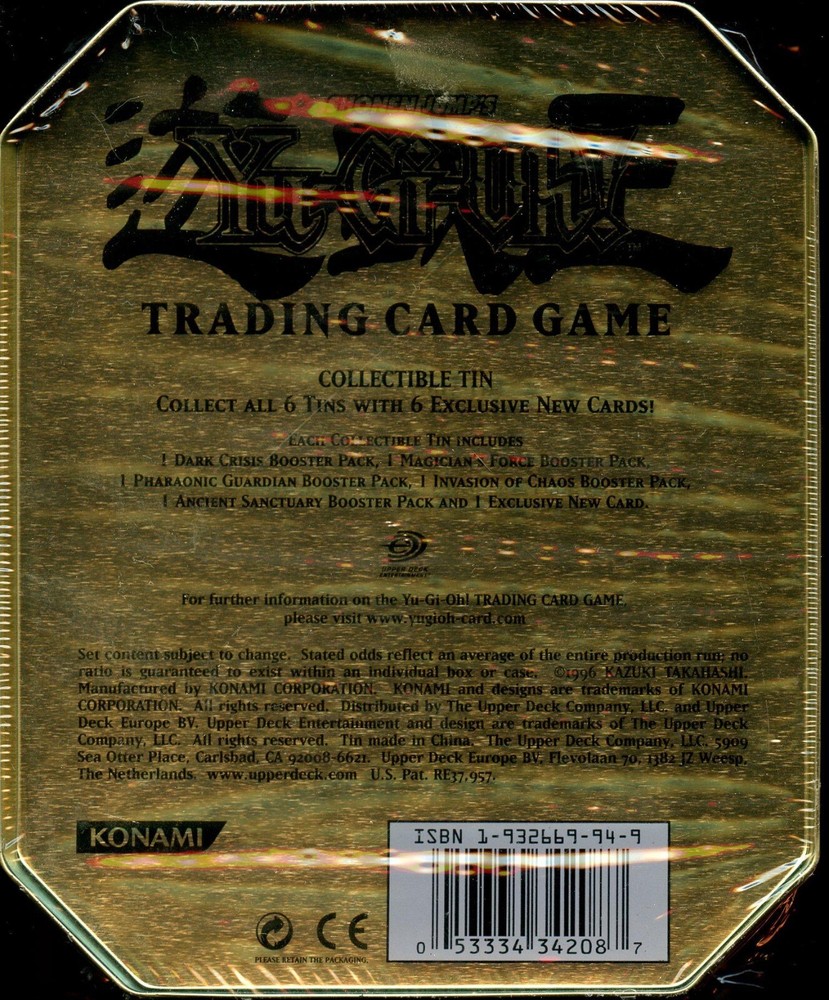 SHONEN JUMP'S
遊戯王
Yu-Gi-Oh!
TM
TRADING CARD GAME
COLLECTIBLE TIN
COLLECT ALL 6 TINS WITH 6 EXCLUSIVE NEW CARDS!
EACH COLLECTIBLE TIN INCLUDES
1 DARK CRISIS BOOSTER PACK, 1 MAGICIAN'S FORCE BOOSTER PACK,
1 PHARAONIC GUARDIAN BOOSTER PACK, 1 INVASION OF CHAOS BOOSTER PACK,
1 ANCIENT SANCTUARY BOOSTER PACK AND 1 EXCLUSIVE NEW CARD.
UPPER DECK
ENTERTAINMENT
For further information on the Yu-Gi-Oh! TRADING CARD GAME,
please visit www.yugioh-card.com
Set content subject to change. Stated odds reflect an average of the entire production run; no
ratio is guaranteed to exist within an individual box or case. ©1996 KAZUKI TAKAHASHI.
Manufactured by KONAMI CORPORATION. KONAMI and designs are trademarks of KONAMI
CORPORATION. All rights reserved. Distributed by The Upper Deck Company, LLC. and Upper
Deck Europe BV. Upper Deck Entertainment and design are trademarks of The Upper Deck
Company, LLC. All rights reserved. Tin made in China. The Upper Deck Company, LLC. 5909
Sea Otter Place, Carlsbad, CA 92008-6621. Upper Deck Europe BV, Flevolaan 70, 1382 JZ Weesp,
The Netherlands. www.upperdeck.com U.S. Pat. RE37,957.
KONAMI
ISBN 1-932669-94-9
0 53334 34208 7
CE
PLEASE RETAIN THE PACKAGING.